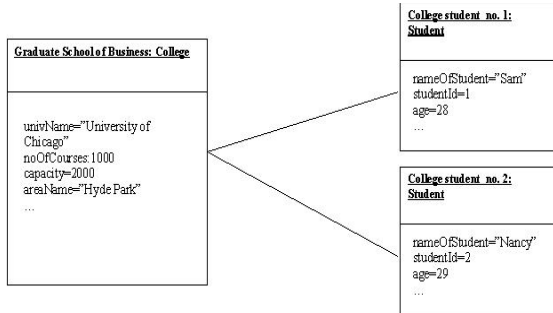 Graduate School of Business: College
univName="University of
Chicago"
noOfCourses:1000
capacity=2000
areaName="Hyde Park"
...
College student no. 1:
Student
nameOfStudent="Sam"
studentId=1
age=28
...
College student no. 2:
Student
nameOfStudent="Nancy"
studentId=2
age=29
...